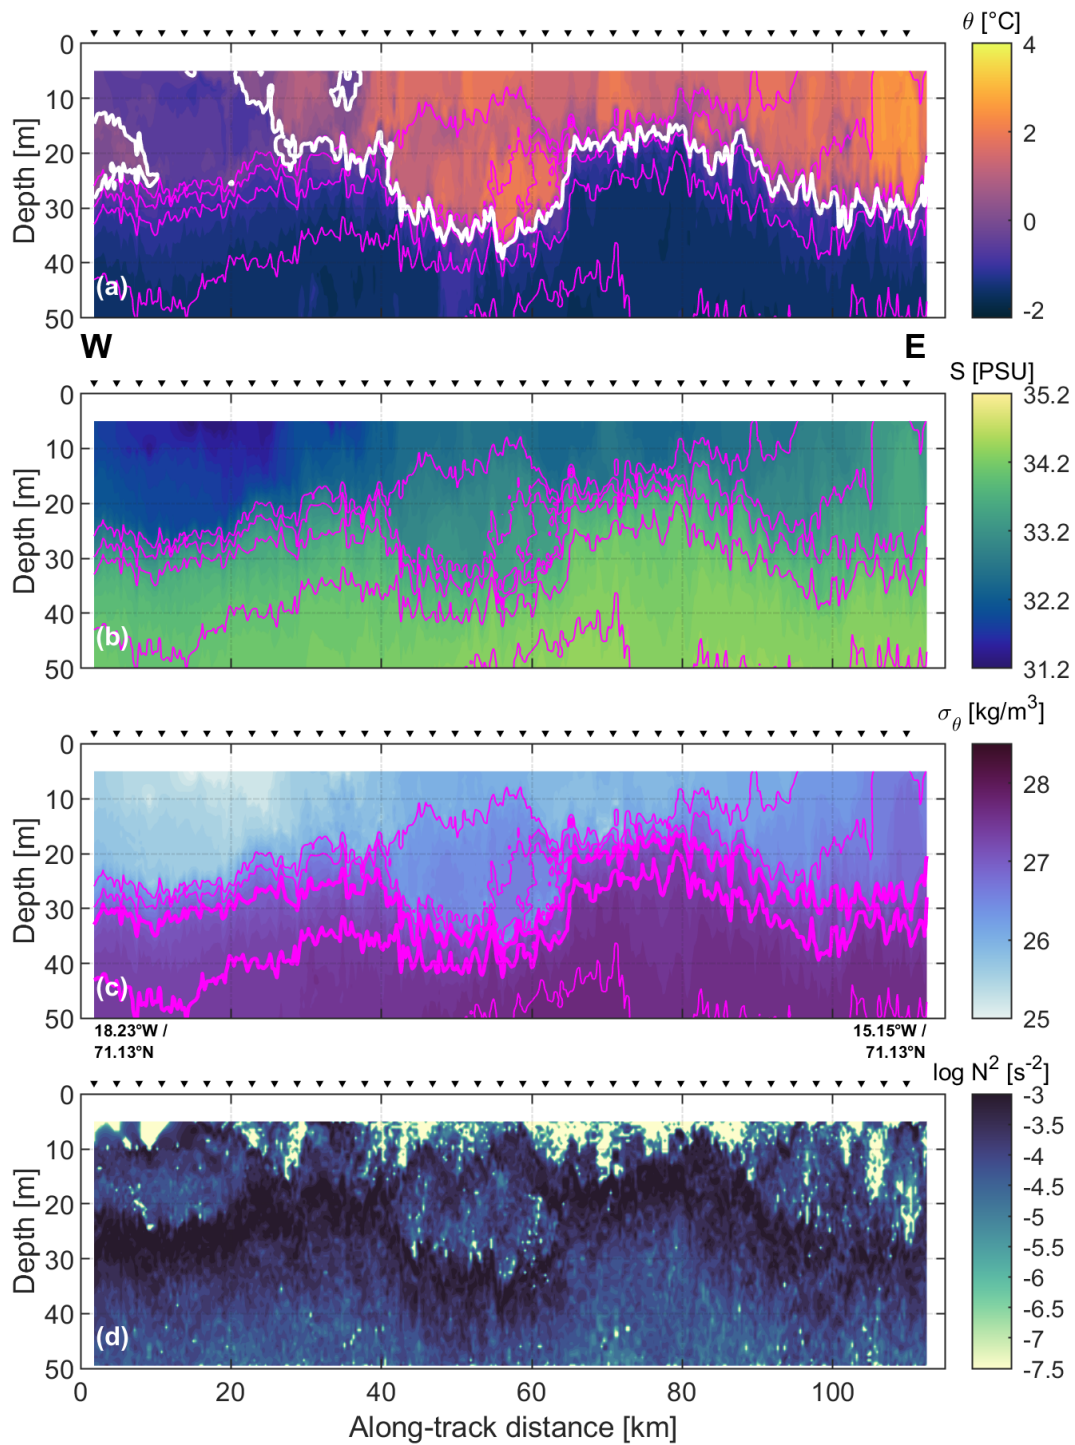 θ [°C]
0
10
20
30
40
50
Depth [m]
(a)
4
2
0
-2
W
E
S [PSU]
0
10
20
30
40
50
Depth [m]
(b)
35.2
34.2
33.2
32.2
31.2
σθ [kg/m³]
0
10
20
30
40
50
Depth [m]
(c)
28
27
26
25
18.23°W /
71.13°N
15.15°W /
71.13°N
log N² [s⁻²]
0
10
20
30
40
50
Depth [m]
(d)
-3
-3.5
-4
-4.5
-5
-5.5
-6
-6.5
-7
-7.5
0 20 40 60 80 100
Along-track distance [km]